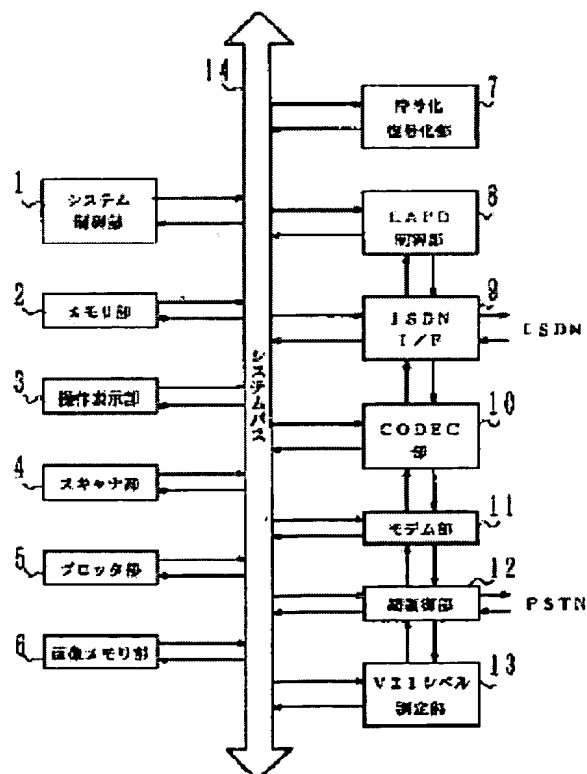 14
7
符号化
復号化部
1
システム
制御部
8
LAPD
制御部
2
メモリ部
9
ISDN
I/F
ISDN
3
操作表示部
システムバス
10
CODEC
部
4
スキャナ部
11
モデム部
5
プロッタ部
12
網制御部
PSTN
6
画像メモリ部
13
レベル
測定部